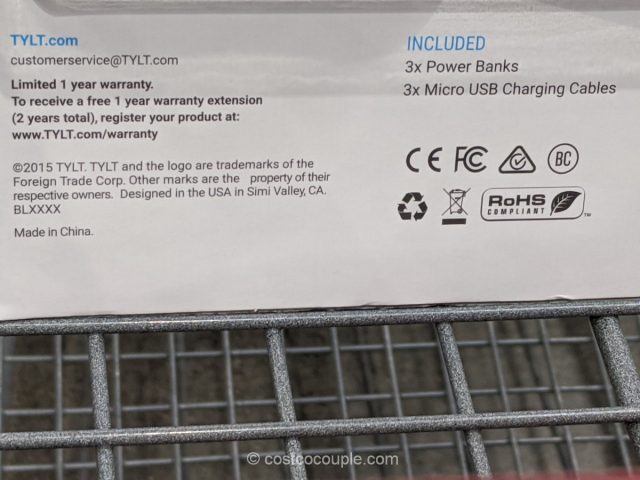 TYLT.com
customerservice@TYLT.com
Limited 1 year warranty.
To receive a free 1 year warranty extension
(2 years total), register your product at:
www.TYLT.com/warranty
©2015 TYLT. TYLT and the logo are trademarks of the
Foreign Trade Corp. Other marks are the property of their
respective owners. Designed in the USA in Simi Valley, CA.
BLXXXX
Made in China.
INCLUDED
3x Power Banks
3x Micro USB Charging Cables
CE FC BC
RoHS
COMPLIANT
™
© costcocouple.com